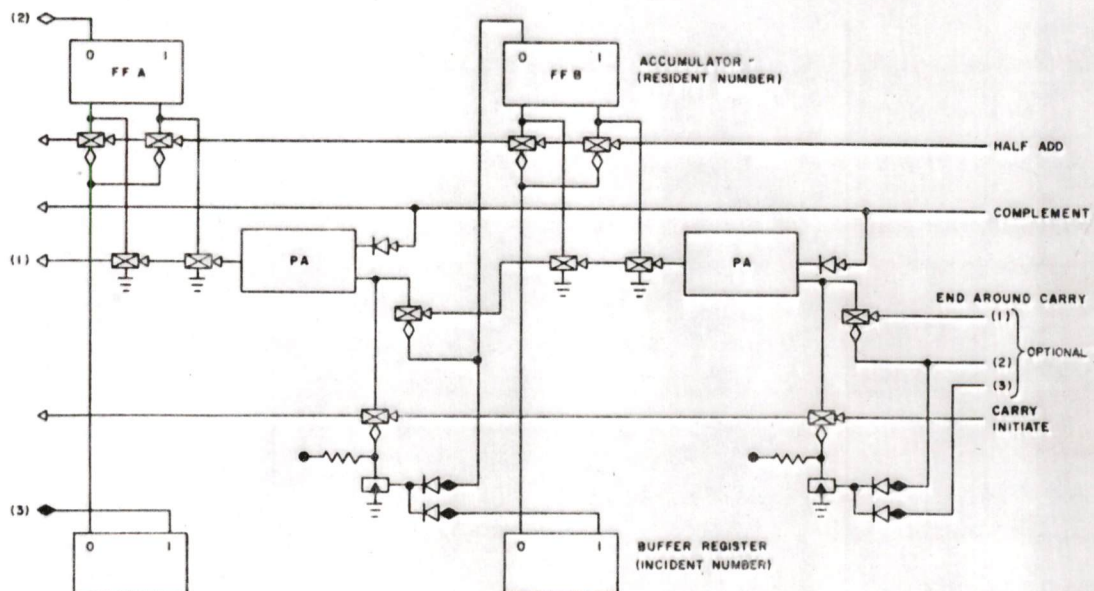 (2)
0 1
FF A
0 1
FF B
ACCUMULATOR -
(RESIDENT NUMBER)
HALF ADD
COMPLEMENT
(1)
PA
PA
END AROUND CARRY
(1)
(2)
(3)
OPTIONAL
CARRY
INITIATE
(3)
0 1
0 1
BUFFER REGISTER
(INCIDENT NUMBER)